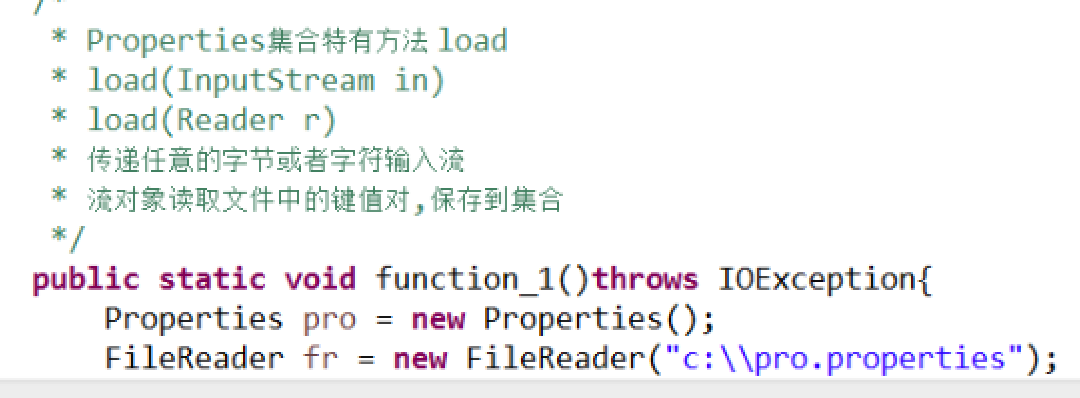 /*
* Properties集合特有方法 load
* load(InputStream in)
* load(Reader r)
* 传递任意的字节或者字符输入流
* 流对象读取文件中的键值对,保存到集合
*/
public static void function_1()throws IOException{
Properties pro = new Properties();
FileReader fr = new FileReader("c:\\pro.properties");